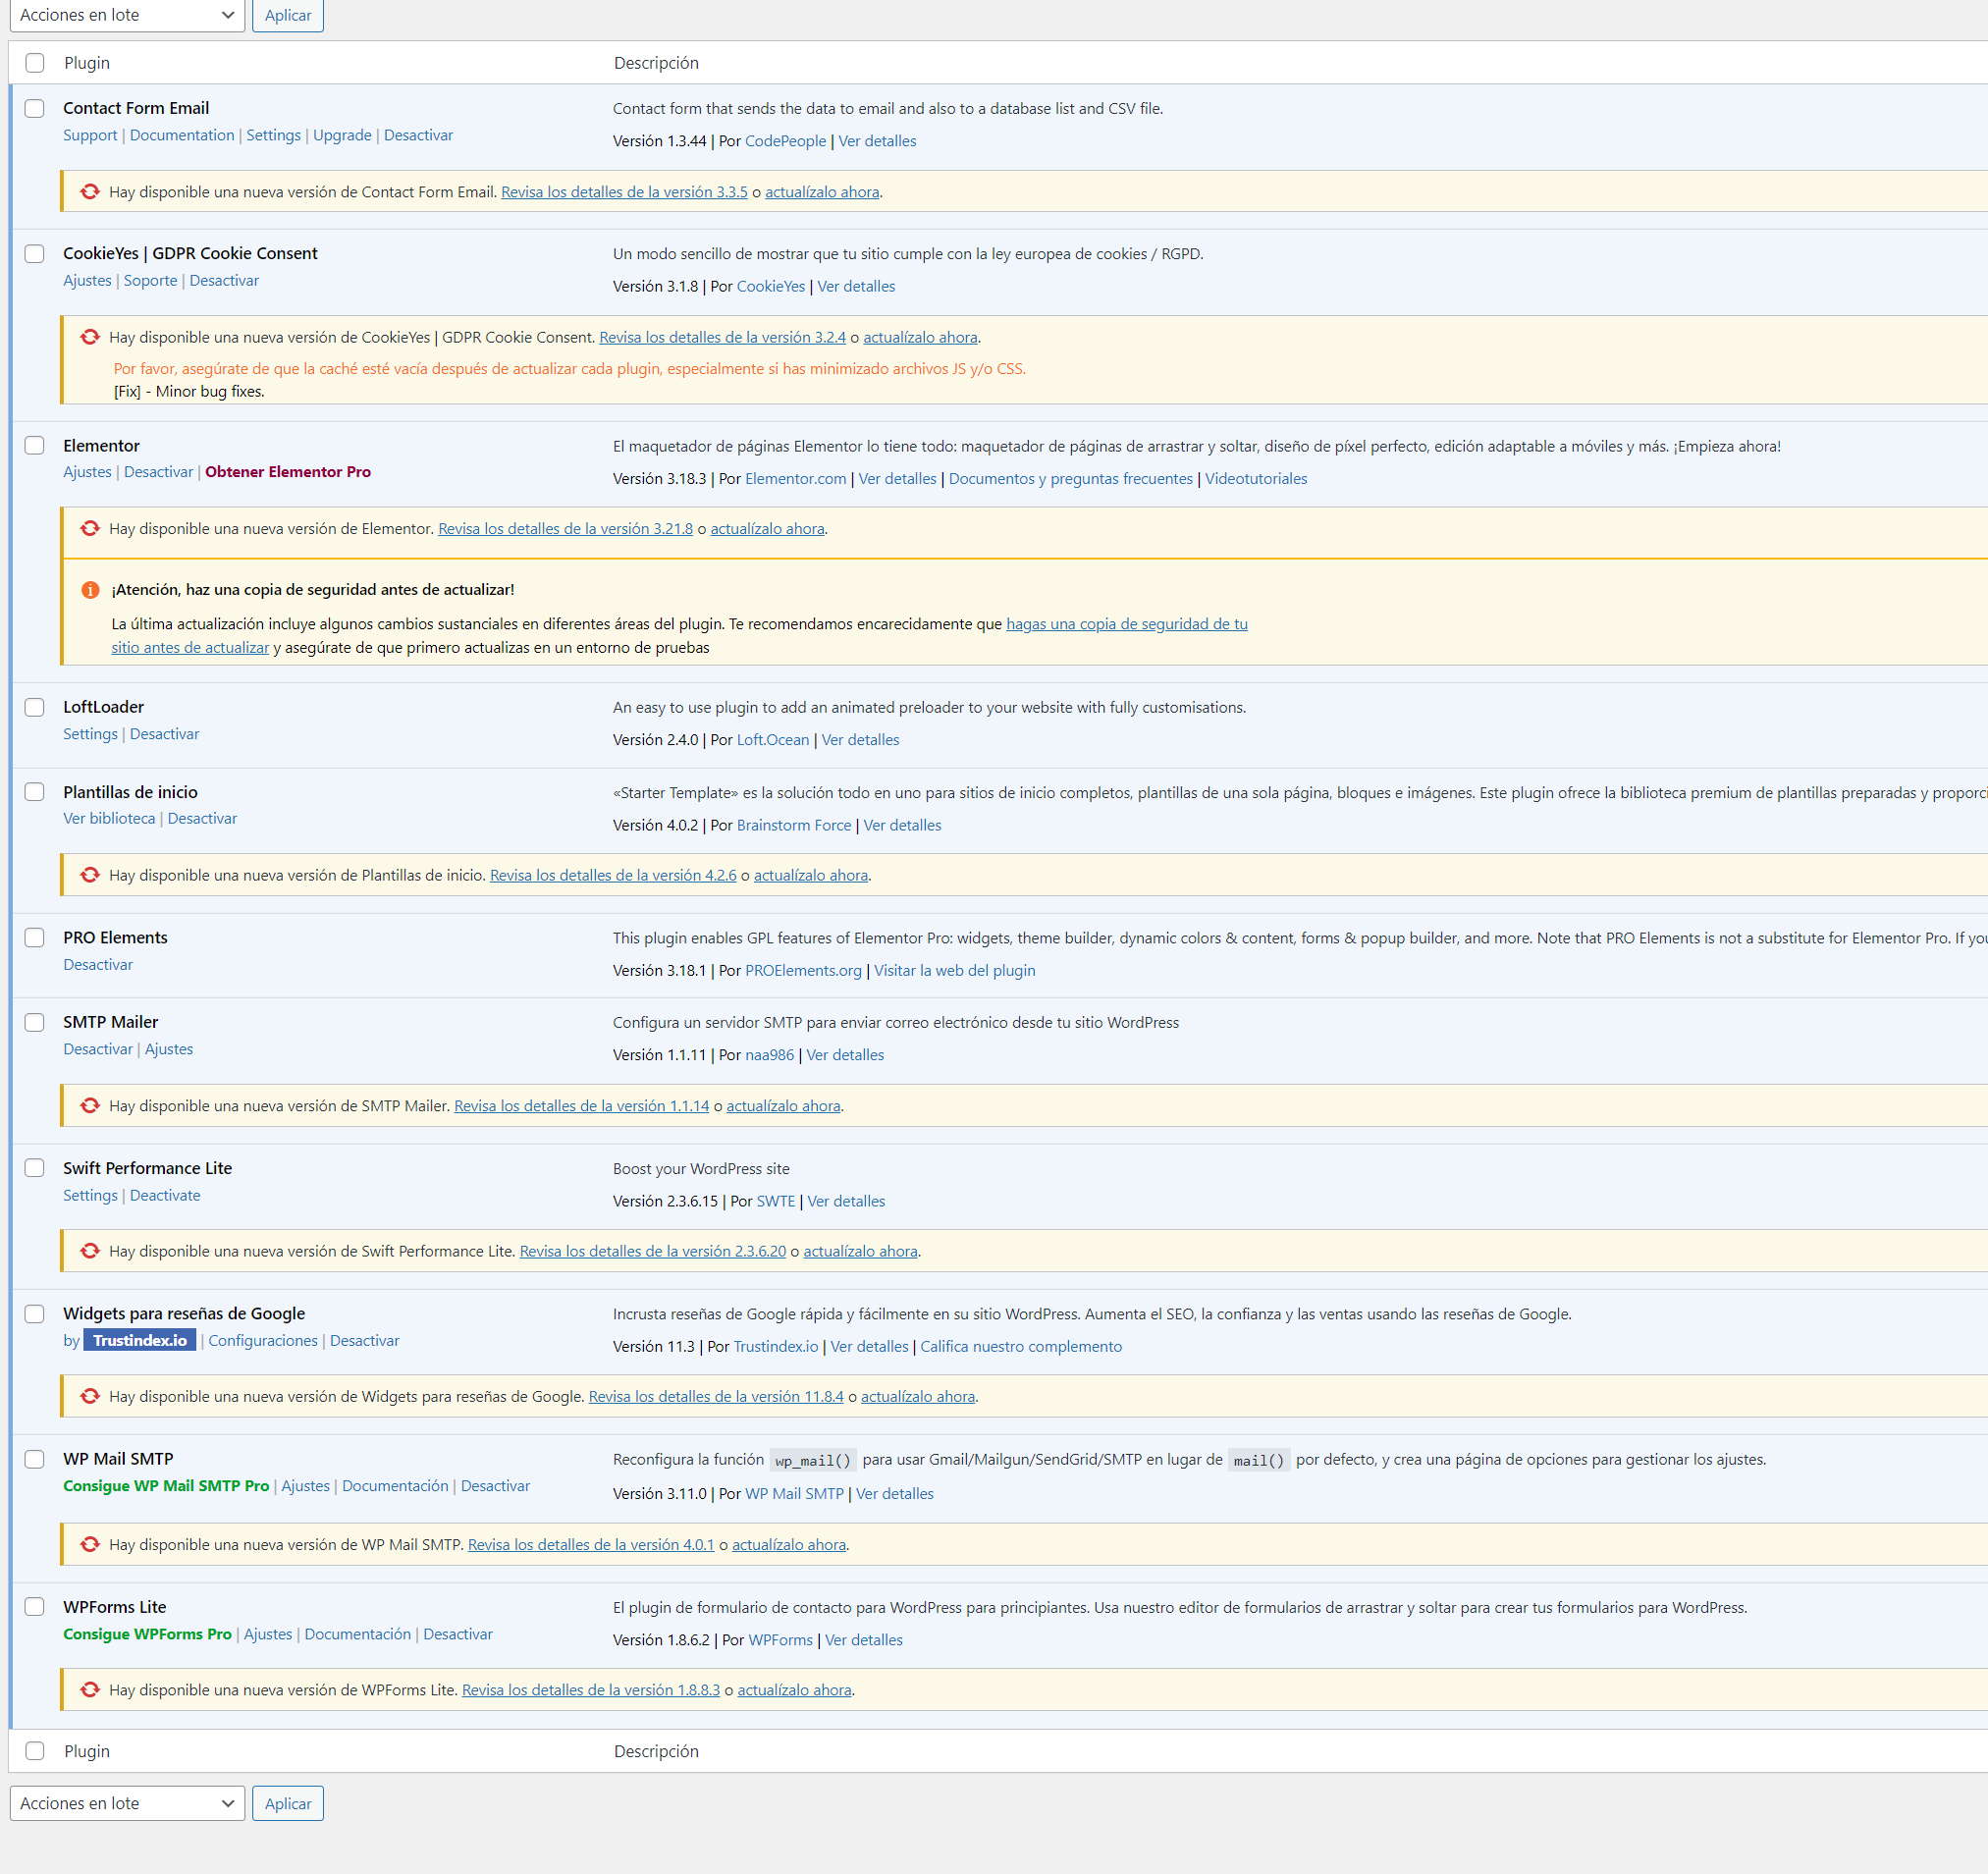 Acciones en lote Aplicar
Plugin Descripción
Contact Form Email Contact form that sends the data to email and also to a database list and CSV file.
Support | Documentation | Settings | Upgrade | Desactivar Versión 1.3.44 | Por CodePeople | Ver detalles
Hay disponible una nueva versión de Contact Form Email. Revisa los detalles de la versión 3.3.5 o actualízalo ahora.
CookieYes | GDPR Cookie Consent Un modo sencillo de mostrar que tu sitio cumple con la ley europea de cookies / RGPD.
Ajustes | Soporte | Desactivar Versión 3.1.8 | Por CookieYes | Ver detalles
Hay disponible una nueva versión de CookieYes | GDPR Cookie Consent. Revisa los detalles de la versión 3.2.4 o actualízalo ahora.
Por favor, asegúrate de que la caché esté vacía después de actualizar cada plugin, especialmente si has minimizado archivos JS y/o CSS.
[Fix] - Minor bug fixes.
Elementor El maquetador de páginas Elementor lo tiene todo: maquetador de páginas de arrastrar y soltar, diseño de píxel perfecto, edición adaptable a móviles y más. ¡Empieza ahora!
Ajustes | Desactivar | Obtener Elementor Pro Versión 3.18.3 | Por Elementor.com | Ver detalles | Documentos y preguntas frecuentes | Videotutoriales
Hay disponible una nueva versión de Elementor. Revisa los detalles de la versión 3.21.8 o actualízalo ahora.
¡Atención, haz una copia de seguridad antes de actualizar!
La última actualización incluye algunos cambios sustanciales en diferentes áreas del plugin. Te recomendamos encarecidamente que hagas una copia de seguridad de tu
sitio antes de actualizar y asegúrate de que primero actualizas en un entorno de pruebas
LoftLoader An easy to use plugin to add an animated preloader to your website with fully customisations.
Settings | Desactivar Versión 2.4.0 | Por Loft.Ocean | Ver detalles
Plantillas de inicio «Starter Template» es la solución todo en uno para sitios de inicio completos, plantillas de una sola página, bloques e imágenes. Este plugin ofrece la biblioteca premium de plantillas preparadas y proporci
Ver biblioteca | Desactivar Versión 4.0.2 | Por Brainstorm Force | Ver detalles
Hay disponible una nueva versión de Plantillas de inicio. Revisa los detalles de la versión 4.2.6 o actualízalo ahora.
PRO Elements This plugin enables GPL features of Elementor Pro: widgets, theme builder, dynamic colors & content, forms & popup builder, and more. Note that PRO Elements is not a substitute for Elementor Pro. If you
Desactivar Versión 3.18.1 | Por PROElements.org | Visitar la web del plugin
SMTP Mailer Configura un servidor SMTP para enviar correo electrónico desde tu sitio WordPress
Desactivar | Ajustes Versión 1.1.11 | Por naa986 | Ver detalles
Hay disponible una nueva versión de SMTP Mailer. Revisa los detalles de la versión 1.1.14 o actualízalo ahora.
Swift Performance Lite Boost your WordPress site
Settings | Deactivate Versión 2.3.6.15 | Por SWTE | Ver detalles
Hay disponible una nueva versión de Swift Performance Lite. Revisa los detalles de la versión 2.3.6.20 o actualízalo ahora.
Widgets para reseñas de Google Incrusta reseñas de Google rápida y fácilmente en su sitio WordPress. Aumenta el SEO, la confianza y las ventas usando las reseñas de Google.
by Trustindex.io | Configuraciones | Desactivar Versión 11.3 | Por Trustindex.io | Ver detalles | Califica nuestro complemento
Hay disponible una nueva versión de Widgets para reseñas de Google. Revisa los detalles de la versión 11.8.4 o actualízalo ahora.
WP Mail SMTP Reconfigura la función wp_mail() para usar Gmail/Mailgun/SendGrid/SMTP en lugar de mail() por defecto, y crea una página de opciones para gestionar los ajustes.
Consigue WP Mail SMTP Pro | Ajustes | Documentación | Desactivar Versión 3.11.0 | Por WP Mail SMTP | Ver detalles
Hay disponible una nueva versión de WP Mail SMTP. Revisa los detalles de la versión 4.0.1 o actualízalo ahora.
WPForms Lite El plugin de formulario de contacto para WordPress para principiantes. Usa nuestro editor de formularios de arrastrar y soltar para crear tus formularios para WordPress.
Consigue WPForms Pro | Ajustes | Documentación | Desactivar Versión 1.8.6.2 | Por WPForms | Ver detalles
Hay disponible una nueva versión de WPForms Lite. Revisa los detalles de la versión 1.8.8.3 o actualízalo ahora.
Plugin Descripción
Acciones en lote Aplicar